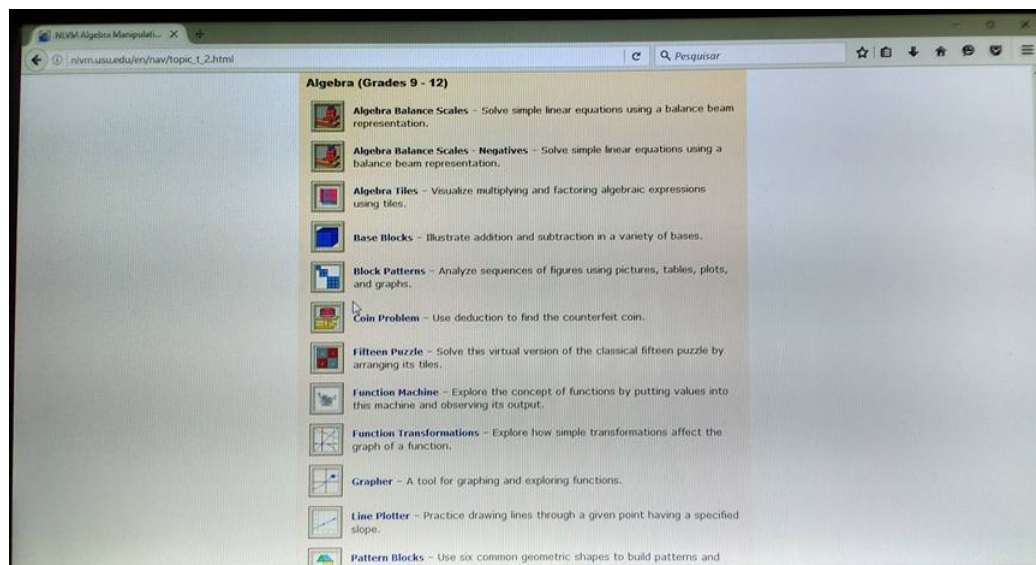 NLVM Algebra Manipulati...
nlvm.usu.edu/en/nav/topic_t_2.html
Pesquisar
Algebra (Grades 9 - 12)
Algebra Balance Scales – Solve simple linear equations using a balance beam
representation.
Algebra Balance Scales - Negatives – Solve simple linear equations using a
balance beam representation.
Algebra Tiles – Visualize multiplying and factoring algebraic expressions
using tiles.
Base Blocks – Illustrate addition and subtraction in a variety of bases.
Block Patterns – Analyze sequences of figures using pictures, tables, plots,
and graphs.
Coin Problem – Use deduction to find the counterfeit coin.
Fifteen Puzzle – Solve this virtual version of the classical fifteen puzzle by
arranging its tiles.
Function Machine – Explore the concept of functions by putting values into
this machine and observing its output.
Function Transformations – Explore how simple transformations affect the
graph of a function.
Grapher – A tool for graphing and exploring functions.
Line Plotter – Practice drawing lines through a given point having a specified
slope.
Pattern Blocks – Use six common geometric shapes to build patterns and